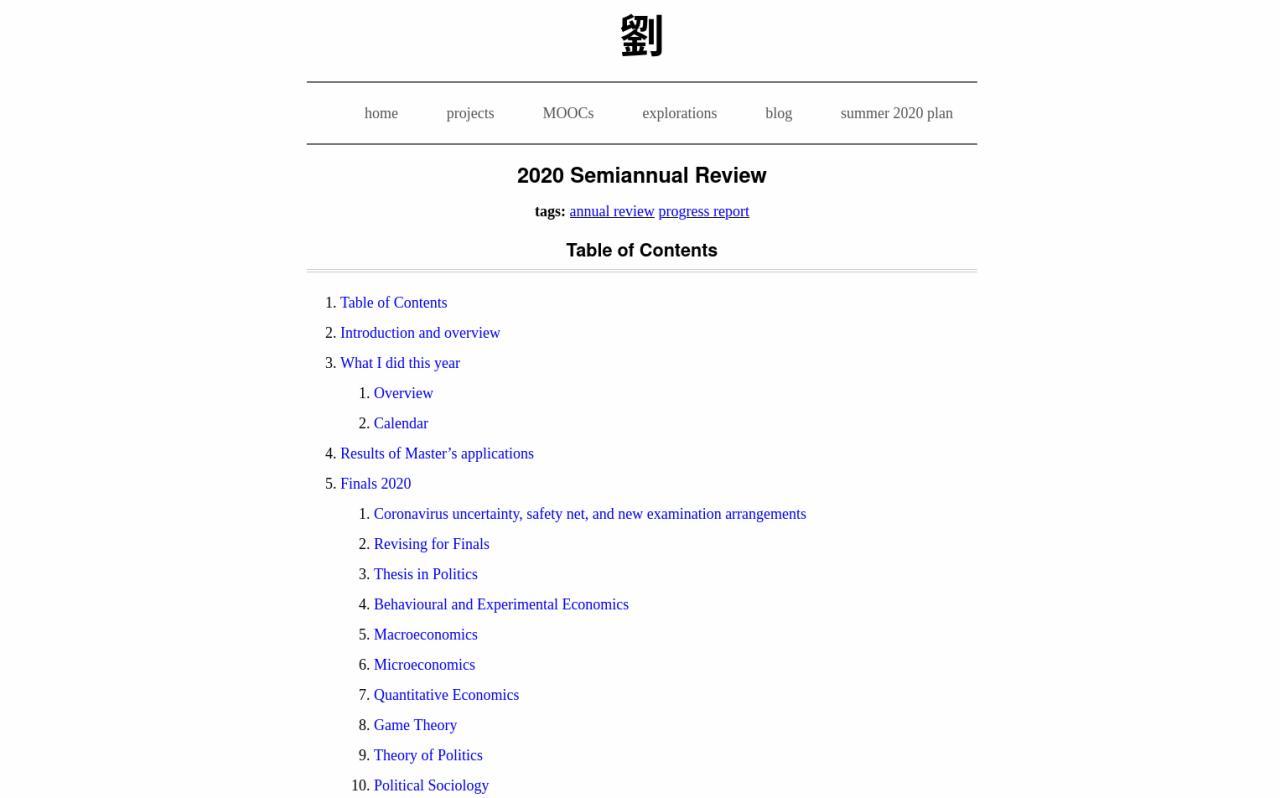 劉
home projects MOOCs explorations blog summer 2020 plan
2020 Semiannual Review
tags: annual review progress report
Table of Contents
1. Table of Contents
2. Introduction and overview
3. What I did this year
1. Overview
2. Calendar
4. Results of Master’s applications
5. Finals 2020
1. Coronavirus uncertainty, safety net, and new examination arrangements
2. Revising for Finals
3. Thesis in Politics
4. Behavioural and Experimental Economics
5. Macroeconomics
6. Microeconomics
7. Quantitative Economics
8. Game Theory
9. Theory of Politics
10. Political Sociology